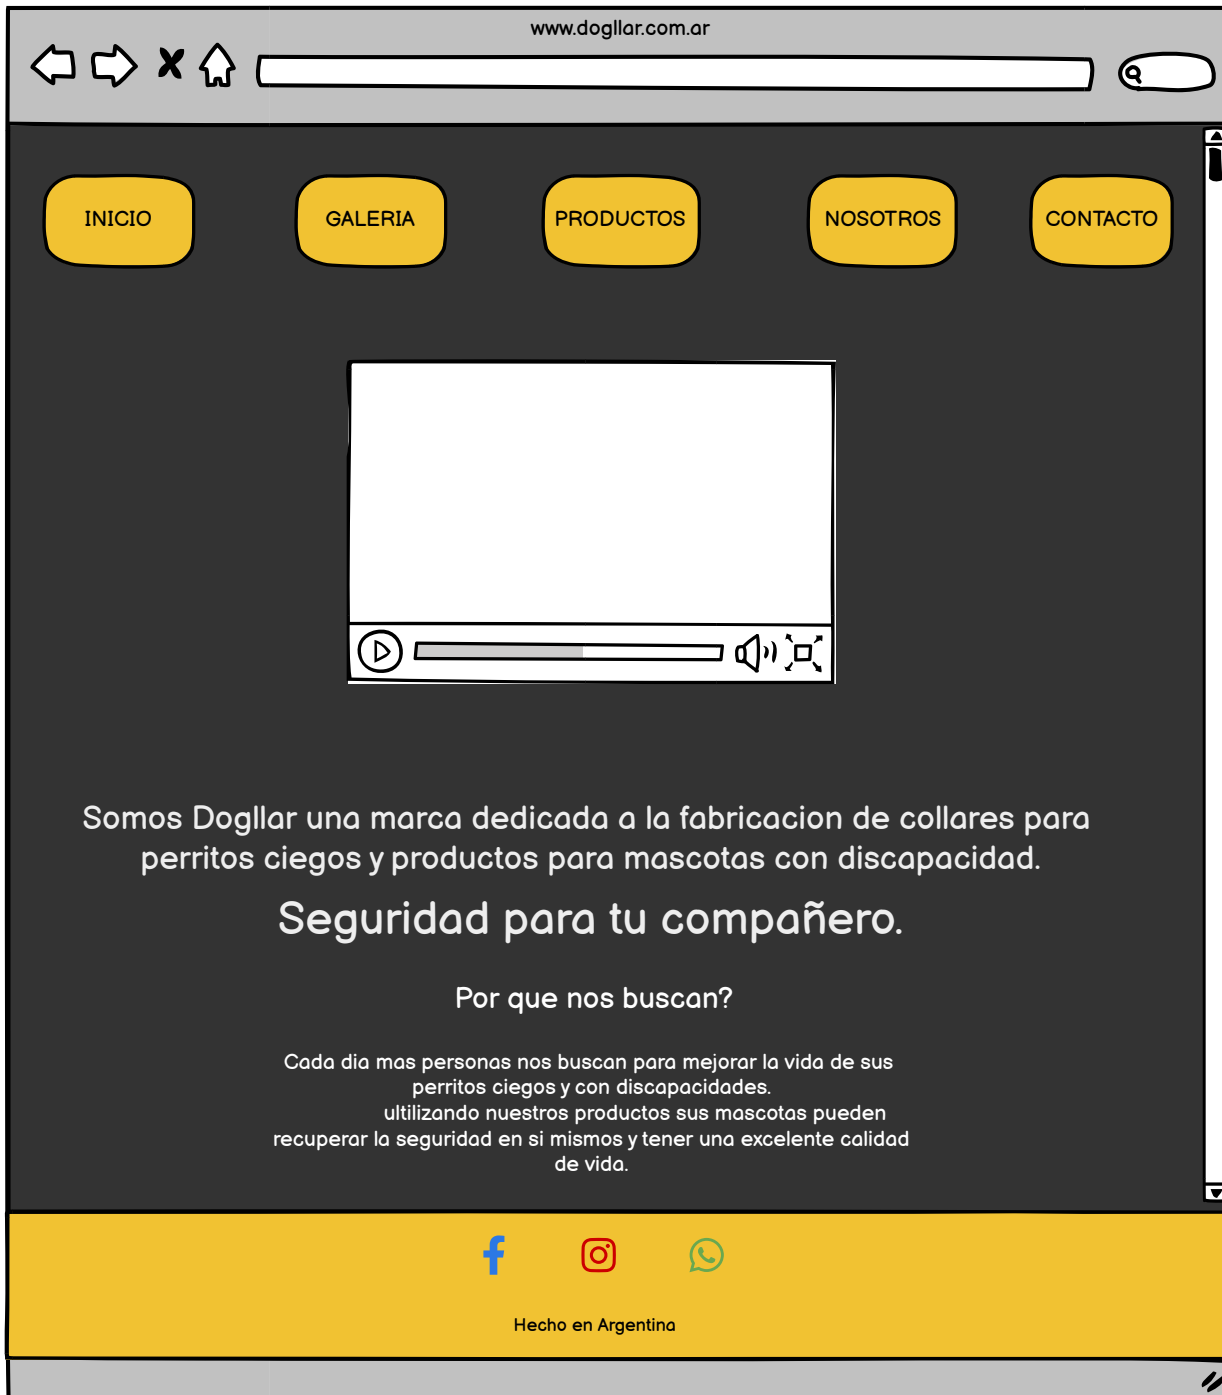 www.dogllar.com.ar
INICIO
GALERIA
PRODUCTOS
NOSOTROS
CONTACTO
Somos Dogllar una marca dedicada a la fabricacion de collares para
perritos ciegos y productos para mascotas con discapacidad.
Seguridad para tu compañero.
Por que nos buscan?
Cada dia mas personas nos buscan para mejorar la vida de sus
perritos ciegos y con discapacidades.
ultilizando nuestros productos sus mascotas pueden
recuperar la seguridad en si mismos y tener una excelente calidad
de vida.
Hecho en Argentina